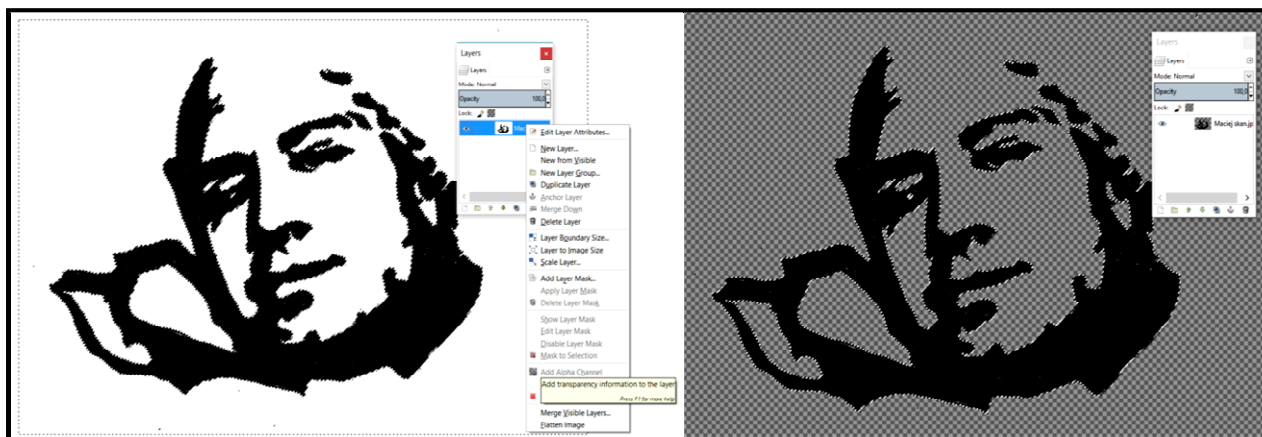 Layers
Layers
Mode: Normal
Opacity 100,0
Lock:
Edit Layer Attributes...
New Layer...
New from Visible
New Layer Group...
Duplicate Layer
Anchor Layer
Merge Down
Delete Layer
Layer Boundary Size...
Layer to Image Size
Scale Layer...
Add Layer Mask...
Apply Layer Mask
Delete Layer Mask
Show Layer Mask
Edit Layer Mask
Disable Layer Mask
Mask to Selection
Add Alpha Channel
Add transparency information to the layer
Press F1 for more help
Merge Visible Layers...
Flatten Image
Layers
Layers
Mode: Normal
Opacity 100,0
Lock:
Maciej skan.jp